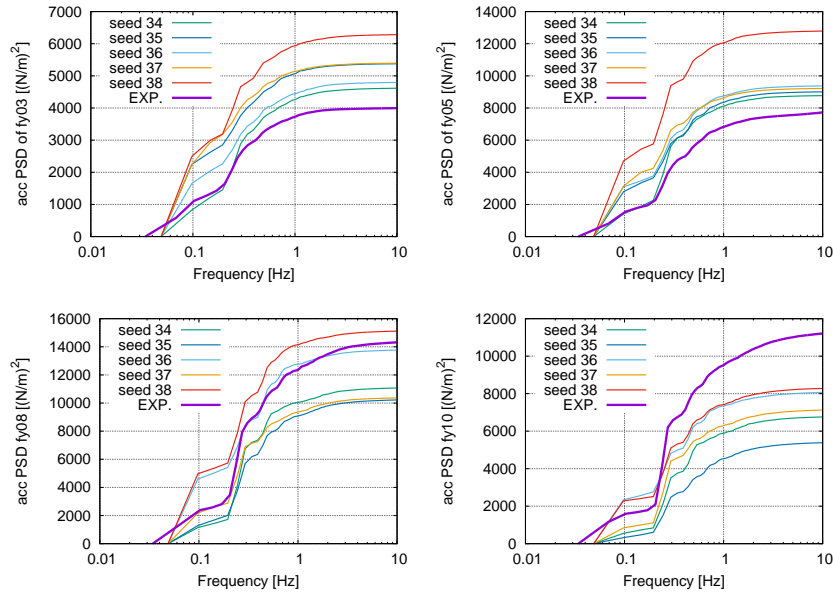 acc PSD of fy03 [(N/m)^2]
7000
6000
5000
4000
3000
2000
1000
0
seed 34
seed 35
seed 36
seed 37
seed 38
EXP.
0.01
0.1
1
10
Frequency [Hz]
acc PSD of fy05 [(N/m)^2]
14000
12000
10000
8000
6000
4000
2000
0
seed 34
seed 35
seed 36
seed 37
seed 38
EXP.
0.01
0.1
1
10
Frequency [Hz]
acc PSD fy08 [(N/m)^2]
16000
14000
12000
10000
8000
6000
4000
2000
0
seed 34
seed 35
seed 36
seed 37
seed 38
EXP.
0.01
0.1
1
10
Frequency [Hz]
acc PSD fy10 [(N/m)^2]
12000
10000
8000
6000
4000
2000
0
seed 34
seed 35
seed 36
seed 37
seed 38
EXP.
0.01
0.1
1
10
Frequency [Hz]